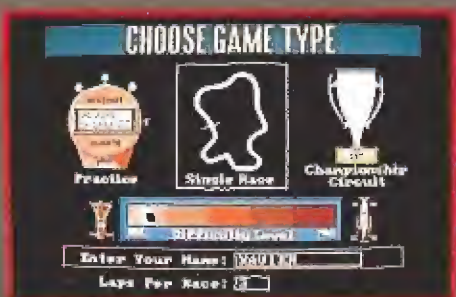 CHOOSE GAME TYPE
Practice
Single Race
Championship
Circuit
Difficulty Level
Enter Your Name:
Laps Per Race: